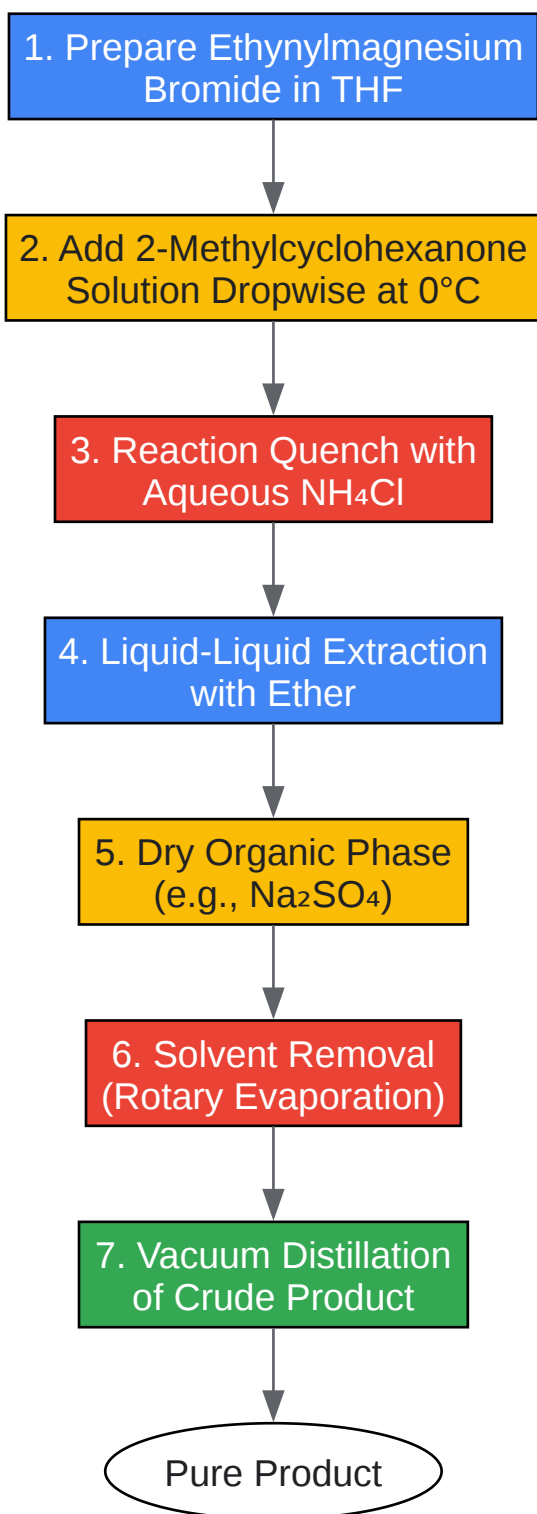 1. Prepare Ethynylmagnesium
Bromide in THF
2. Add 2-Methylcyclohexanone
Solution Dropwise at 0°C
3. Reaction Quench with
Aqueous NH₄Cl
4. Liquid-Liquid Extraction
with Ether
5. Dry Organic Phase
(e.g., Na₂SO₄)
6. Solvent Removal
(Rotary Evaporation)
7. Vacuum Distillation
of Crude Product
Pure Product